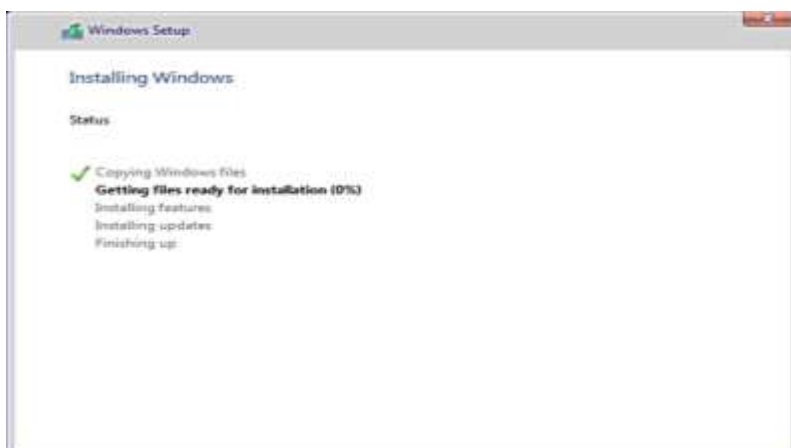 Windows Setup
Installing Windows
Status
Copying Windows files
Getting files ready for installation (0%)
Installing features
Installing updates
Finishing up